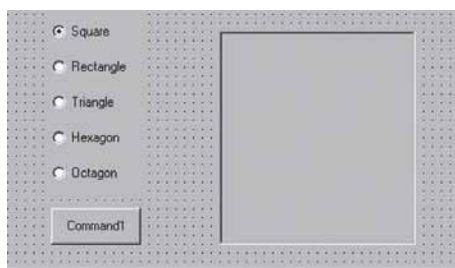 Square
Rectangle
Triangle
Hexagon
Octagon
Command1